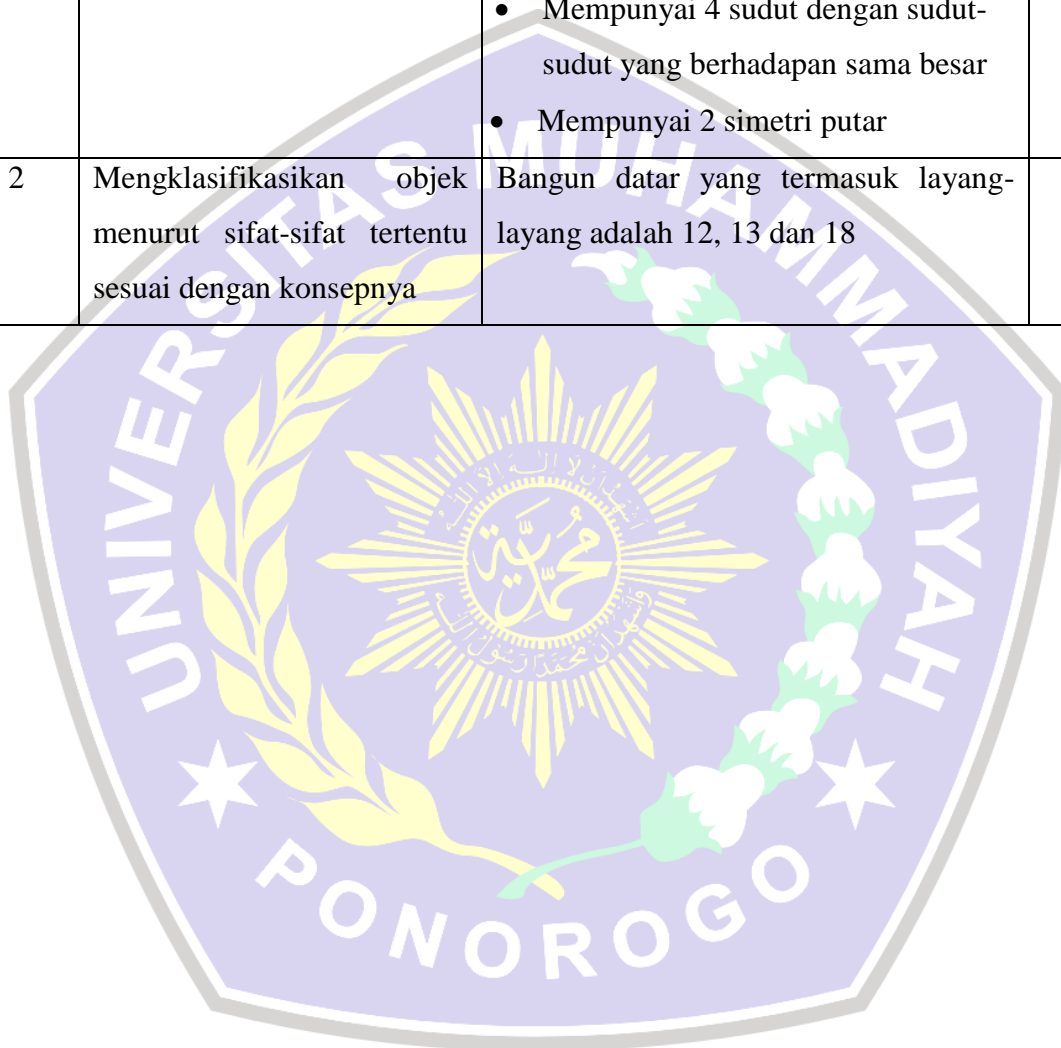 • Mempunyai 4 sudut dengan sudut-
sudut yang berhadapan sama besar
• Mempunyai 2 simetri putar
2 Mengklasifikasikan objek Bangun datar yang termasuk layang-
menurut sifat-sifat tertentu layang adalah 12, 13 dan 18
sesuai dengan konsepnya
UNIVERSITAS MUHAMMADIYAH
PONOROGO
محمدية